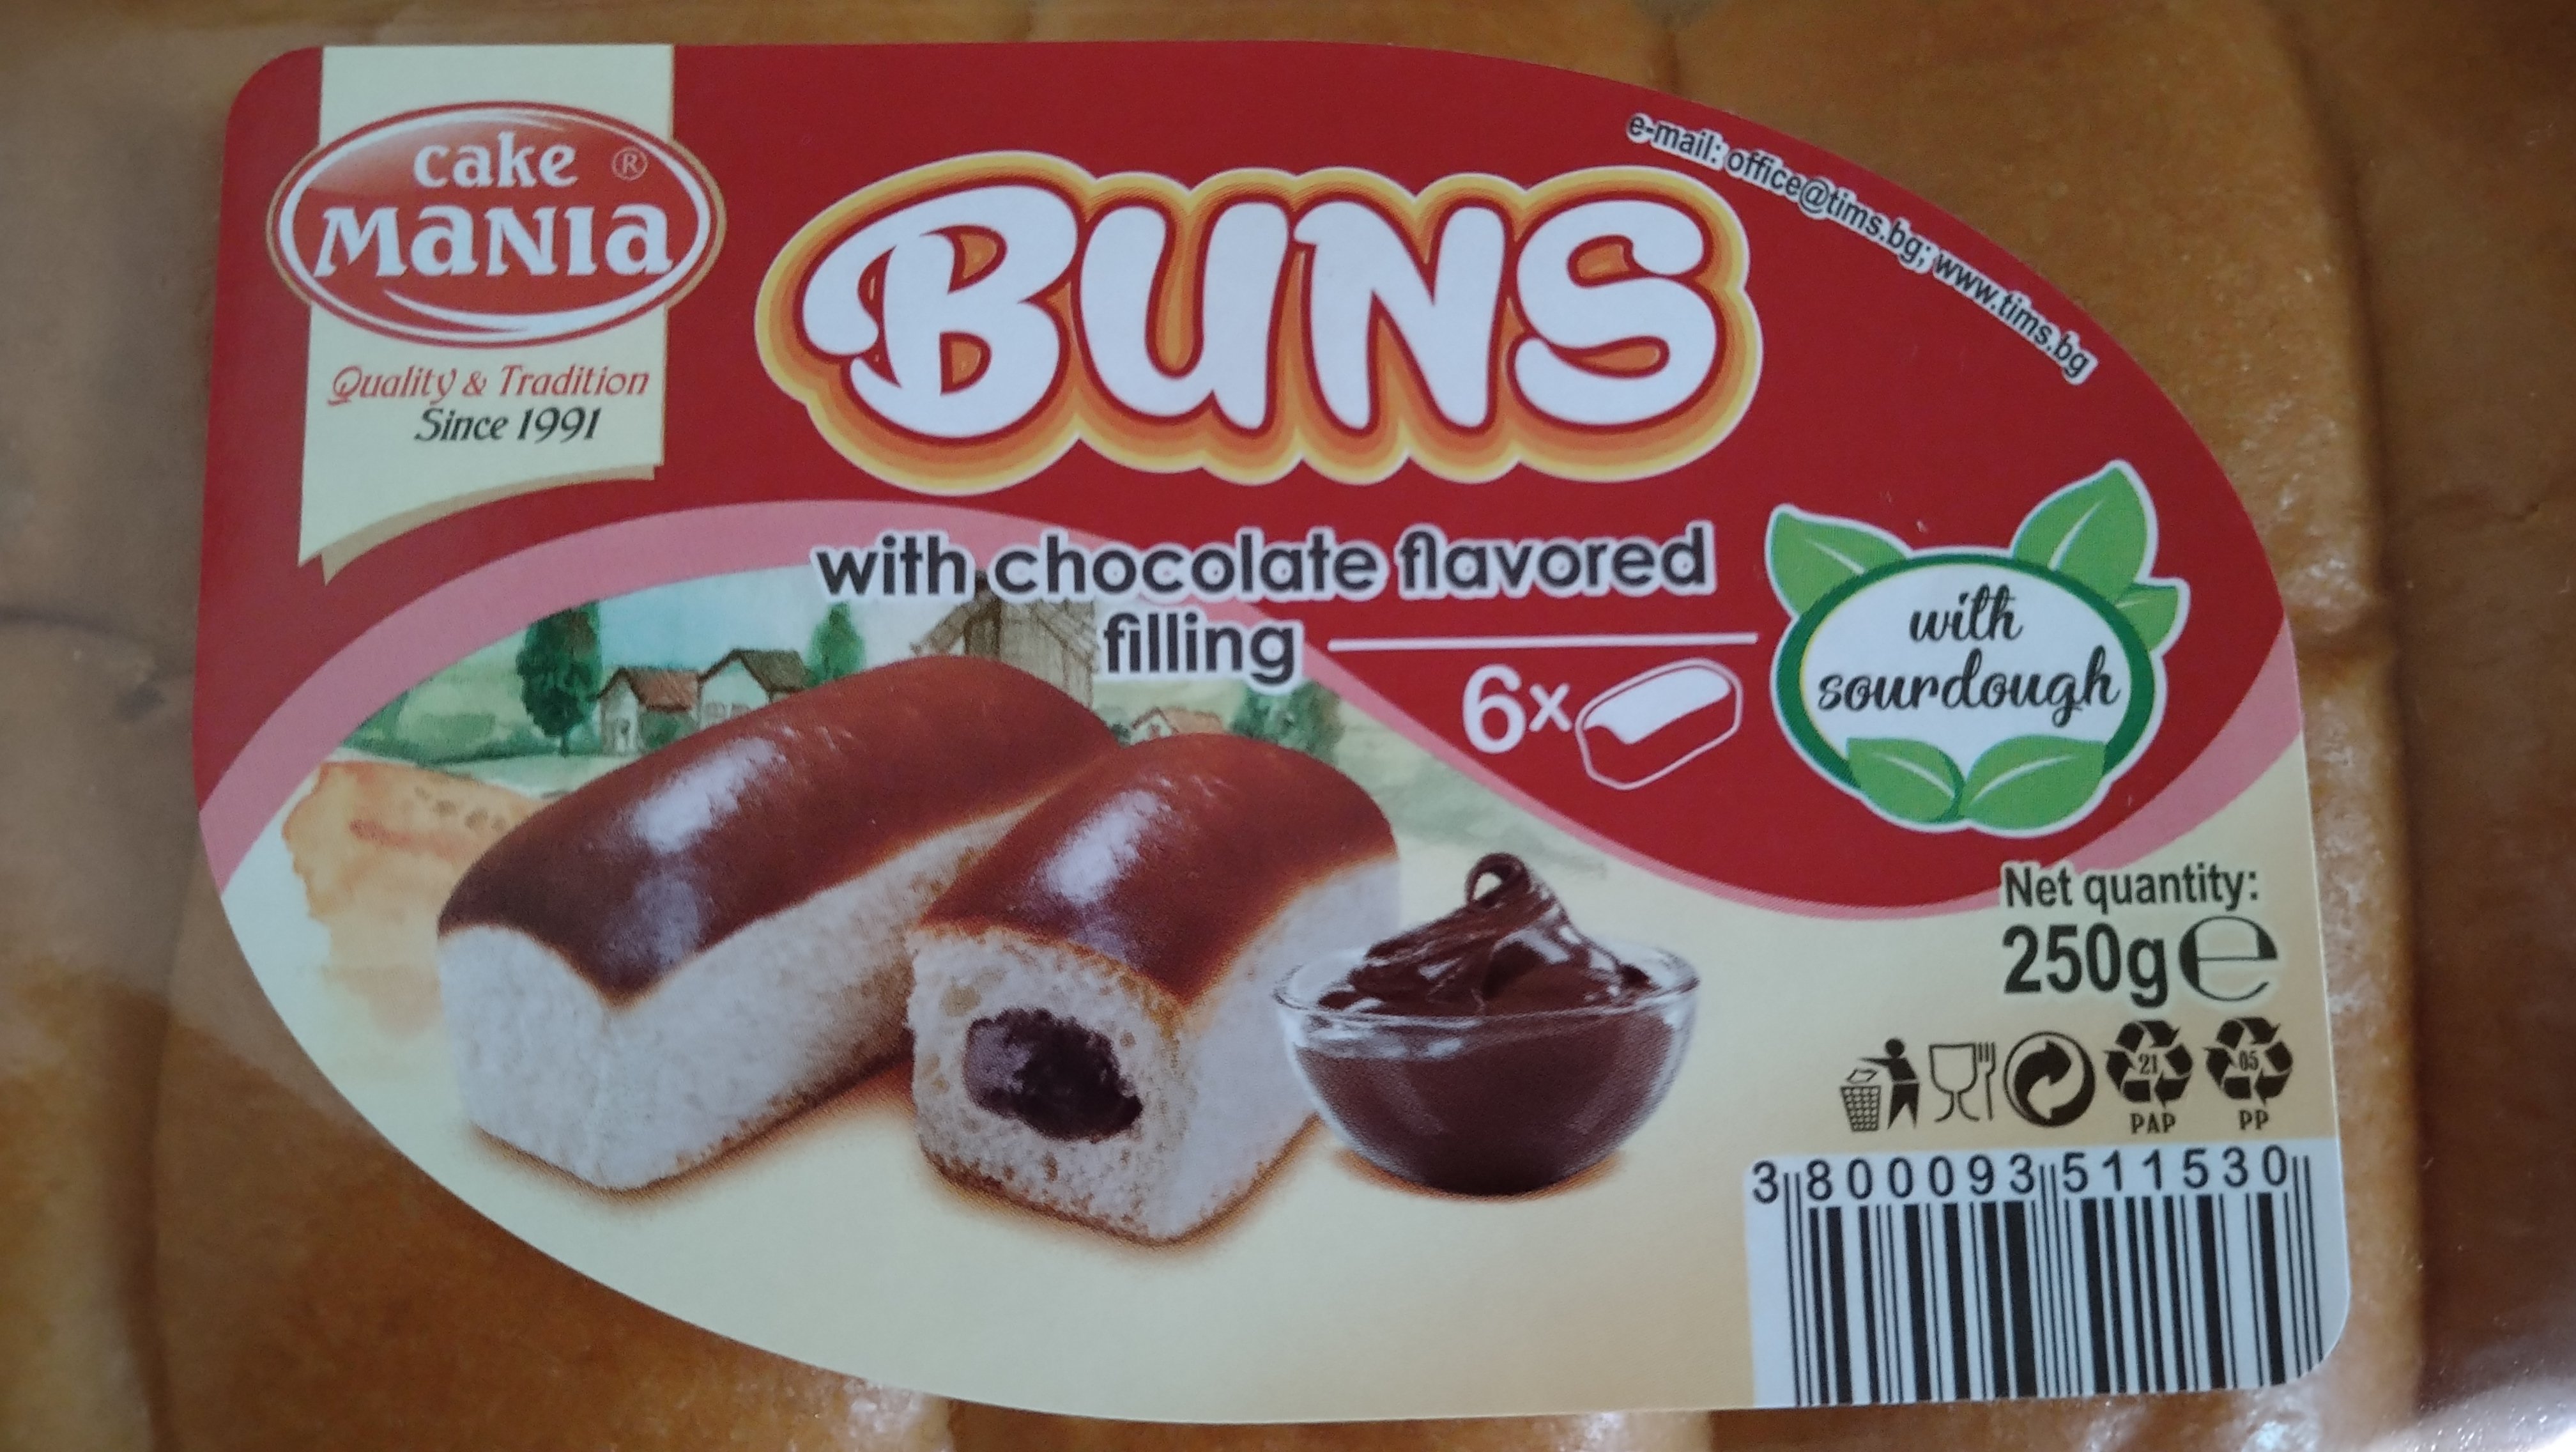 cake ®
MANIA
Quality & Tradition
Since 1991
BUNS
e-mail: office@tims.bg; www.tims.bg
with chocolate flavored
filling
6x
with
sourdough
Net quantity:
250g e
21
PAP
05
PP
3 800093 511530